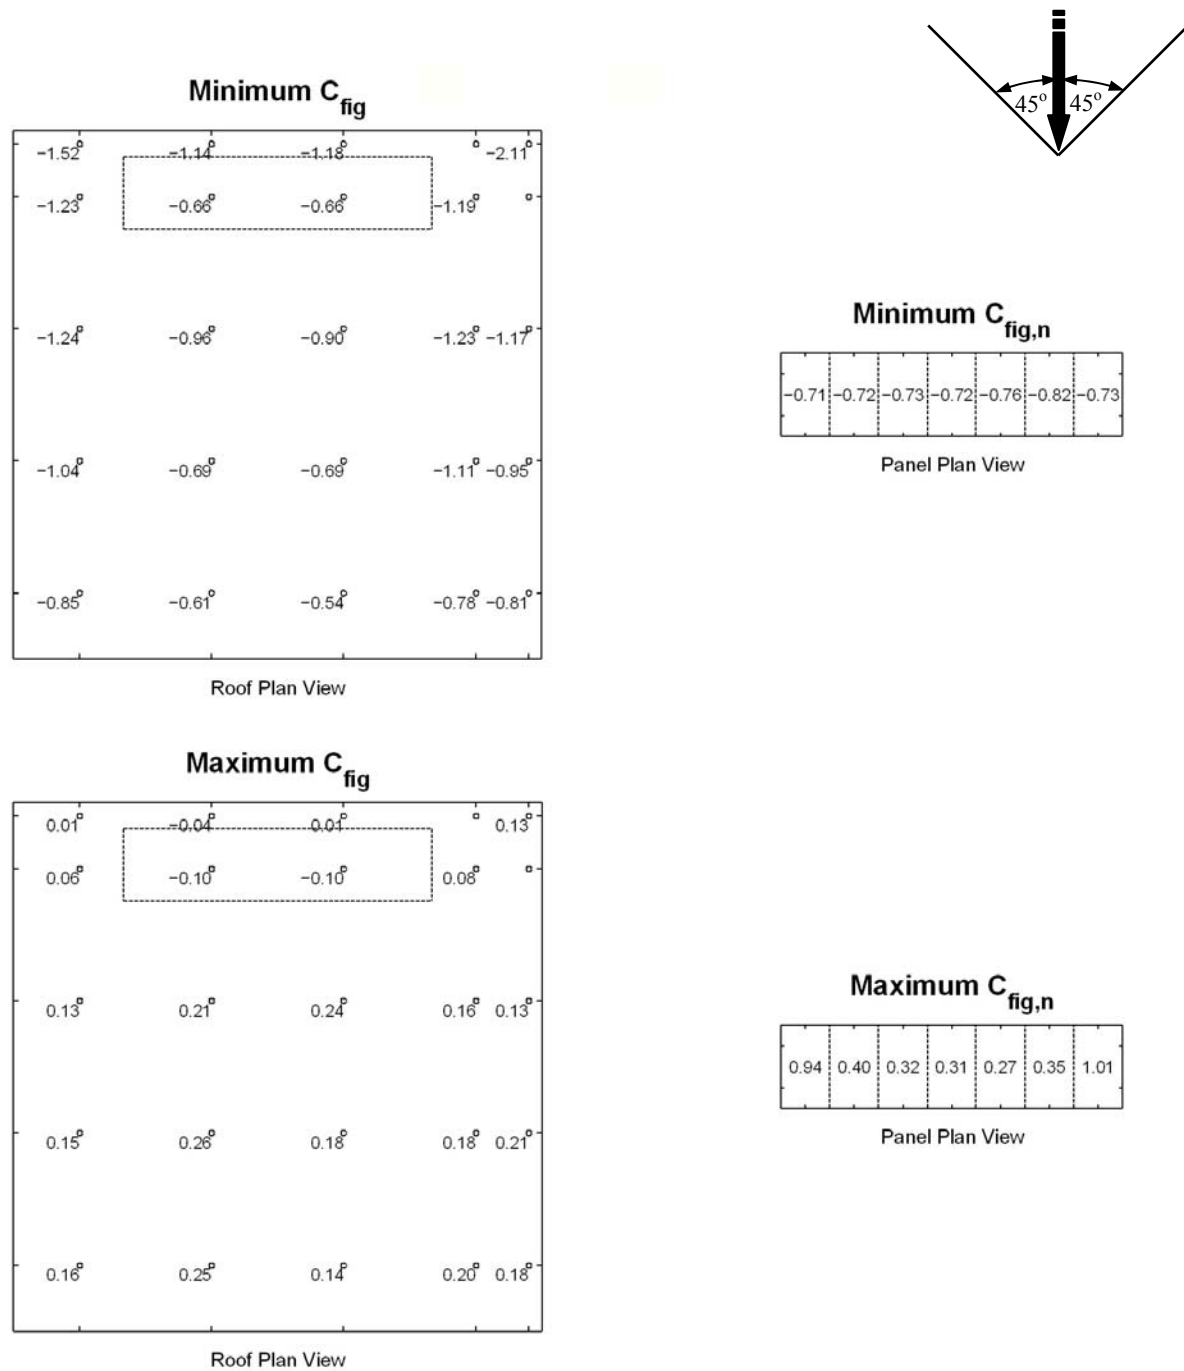 45° 45°
Minimum Cfig
−1.52 −1.14 −1.18 −2.11
−1.23 −0.66 −0.66 −1.19
−1.24 −0.96 −0.90 −1.23 −1.17
−1.04 −0.69 −0.69 −1.11 −0.95
−0.85 −0.61 −0.54 −0.78 −0.81
Roof Plan View
Minimum Cfig,n
−0.71 −0.72 −0.73 −0.72 −0.76 −0.82 −0.73
Panel Plan View
Maximum Cfig
0.01 −0.04 0.01 0.13
0.06 −0.10 −0.10 0.08
0.13 0.21 0.24 0.16 0.13
0.15 0.26 0.18 0.18 0.21
0.16 0.25 0.14 0.20 0.18
Roof Plan View
Maximum Cfig,n
0.94 0.40 0.32 0.31 0.27 0.35 1.01
Panel Plan View